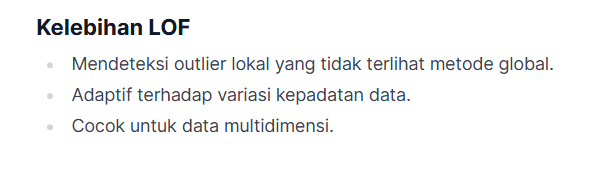 Kelebihan LOF
Mendeteksi outlier lokal yang tidak terlihat metode global.
Adaptif terhadap variasi kepadatan data.
Cocok untuk data multidimensi.